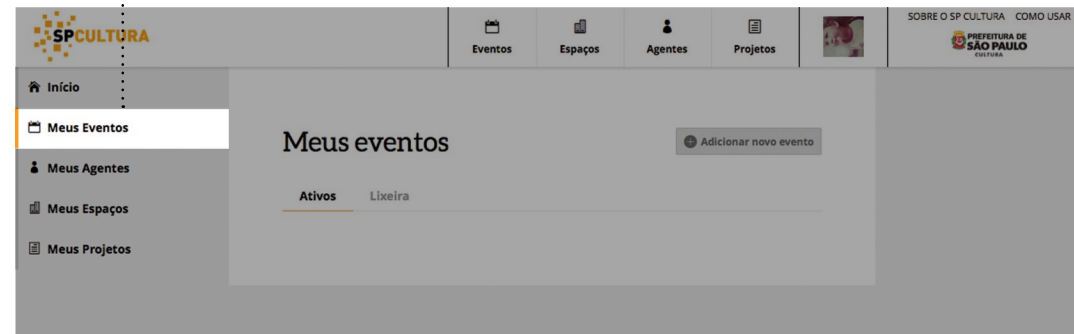 SPCULTURA
Eventos
Espaços
Agentes
Projetos
SOBRE O SP CULTURA COMO USAR
PREFEITURA DE
SÃO PAULO
CULTURA
Início
Meus Eventos
Meus Agentes
Meus Espaços
Meus Projetos
Meus eventos
Adicionar novo evento
Ativos Lixeira